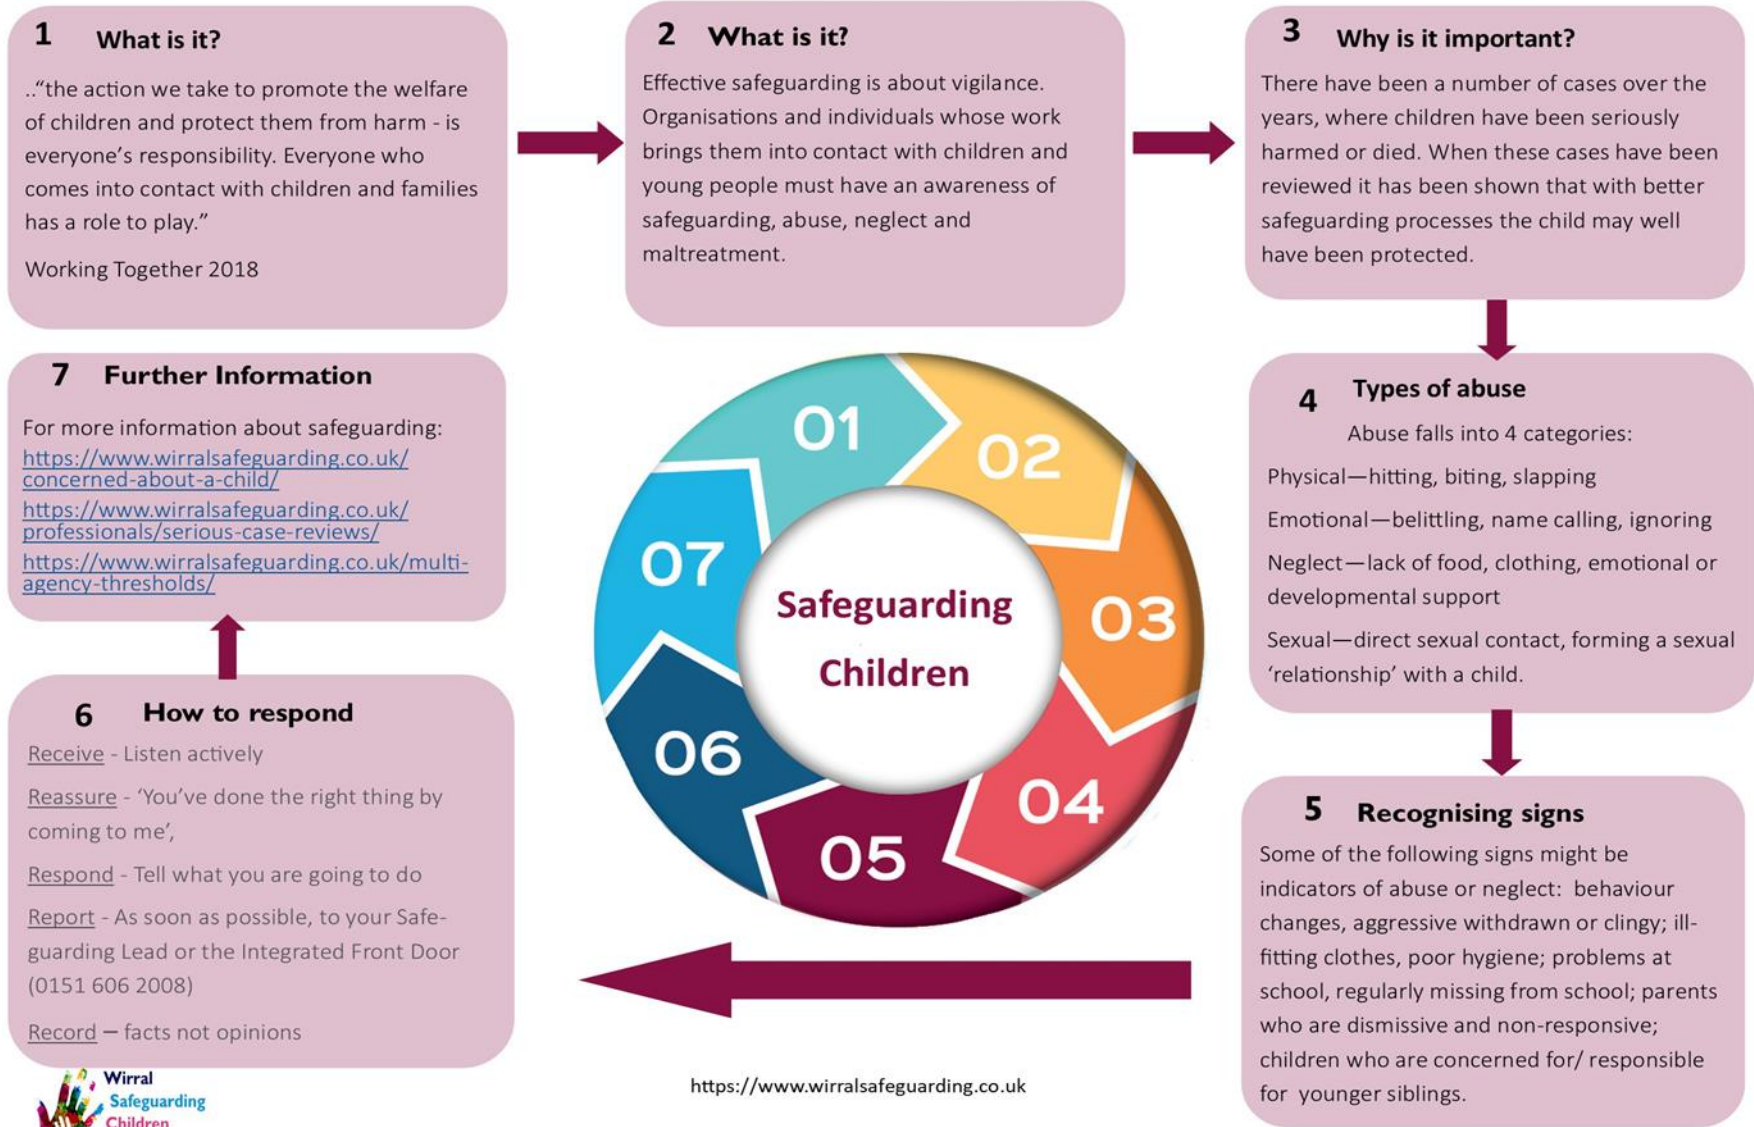 1 What is it?
..“the action we take to promote the welfare
of children and protect them from harm - is
everyone’s responsibility. Everyone who
comes into contact with children and families
has a role to play.”
Working Together 2018
2 What is it?
Effective safeguarding is about vigilance.
Organisations and individuals whose work
brings them into contact with children and
young people must have an awareness of
safeguarding, abuse, neglect and
maltreatment.
3 Why is it important?
There have been a number of cases over the
years, where children have been seriously
harmed or died. When these cases have been
reviewed it has been shown that with better
safeguarding processes the child may well
have been protected.
4 Types of abuse
Abuse falls into 4 categories:
Physical—hitting, biting, slapping
Emotional—belittling, name calling, ignoring
Neglect—lack of food, clothing, emotional or
developmental support
Sexual—direct sexual contact, forming a sexual
‘relationship’ with a child.
5 Recognising signs
Some of the following signs might be
indicators of abuse or neglect: behaviour
changes, aggressive withdrawn or clingy; ill-
fitting clothes, poor hygiene; problems at
school, regularly missing from school; parents
who are dismissive and non-responsive;
children who are concerned for/ responsible
for younger siblings.
6 How to respond
Receive - Listen actively
Reassure - ‘You’ve done the right thing by
coming to me’,
Respond - Tell what you are going to do
Report - As soon as possible, to your Safe-
guarding Lead or the Integrated Front Door
(0151 606 2008)
Record – facts not opinions
7 Further Information
For more information about safeguarding:
https://www.wirralsafeguarding.co.uk/
concerned-about-a-child/
https://www.wirralsafeguarding.co.uk/
professionals/serious-case-reviews/
https://www.wirralsafeguarding.co.uk/multi-
agency-thresholds/
01
02
03
04
05
06
07
Safeguarding
Children
https://www.wirralsafeguarding.co.uk
Wirral
Safeguarding
Children